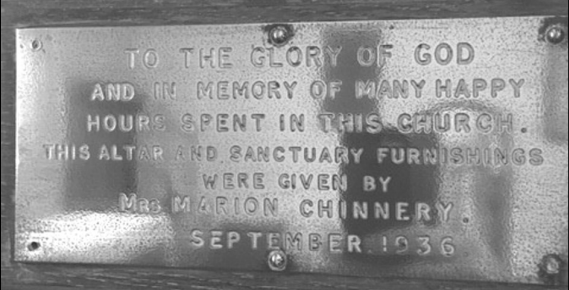 TO THE GLORY OF GOD
AND IN MEMORY OF MANY HAPPY
HOURS SPENT IN THIS CHURCH.
THIS ALTAR AND SANCTUARY FURNISHINGS
WERE GIVEN BY
MRS MARION CHINNERY.
SEPTEMBER. 1936